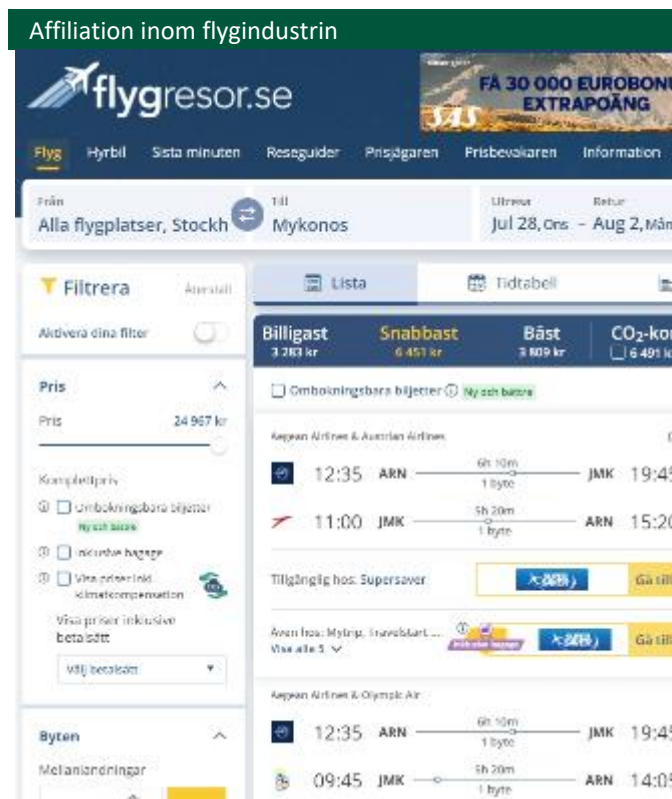 Affiliation inom flygindustrin
flygresor.se
FÅ 30 000 EUROBONU
EXTRAPOÄNG
SAS
Flyg Hyrbil Sista minuten Reseguider Prisjägaren Prisbevakaren Information
Från
Alla flygplatser, Stockh
Till
Mykonos
Utresa Retur
Jul 28, Ons – Aug 2, Mån
Filtrera Återställ
Aktivera dina filter
Lista Tidtabell
Billigast Snabbast Bäst CO₂-kom
3 283 kr 6 451 kr 3 809 kr 6 491 k
Pris
Pris 24 967 kr
Ombokningsbara biljetter Ny och bättre
Aegean Airlines & Austrian Airlines
12:35 ARN 6h 10m 1 byte JMK 19:45
11:00 JMK 5h 20m 1 byte ARN 15:20
Komplettpris
Ombokningsbara biljetter
Ny och bättre
Inklusive bagage
Visa priser inkl
klimatkompensation
Visa priser inklusive
betalsätt
Välj betalsätt
Tillgänglig hos: Supersaver Gå till
Även hos: Mytrip, Travelstart ... Gå till
Visa alla 5
Aegean Airlines & Olympic Air
12:35 ARN 6h 10m 1 byte JMK 19:45
09:45 JMK 5h 20m 1 byte ARN 14:05
Byten
Mellanlandningar